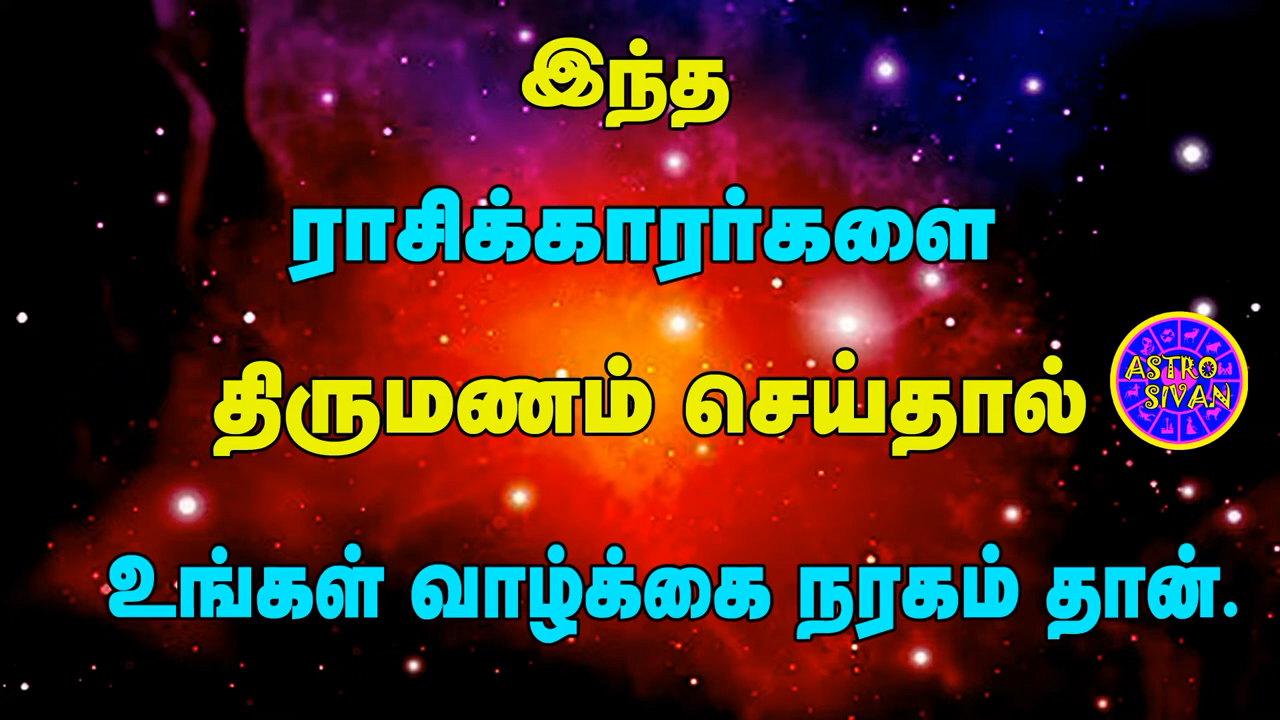 இந்த
ராசிக்காரர்களை
திருமணம் செய்தால்
ASTRO
SIVAN
உங்கள் வாழ்க்கை நரகம் தான்.